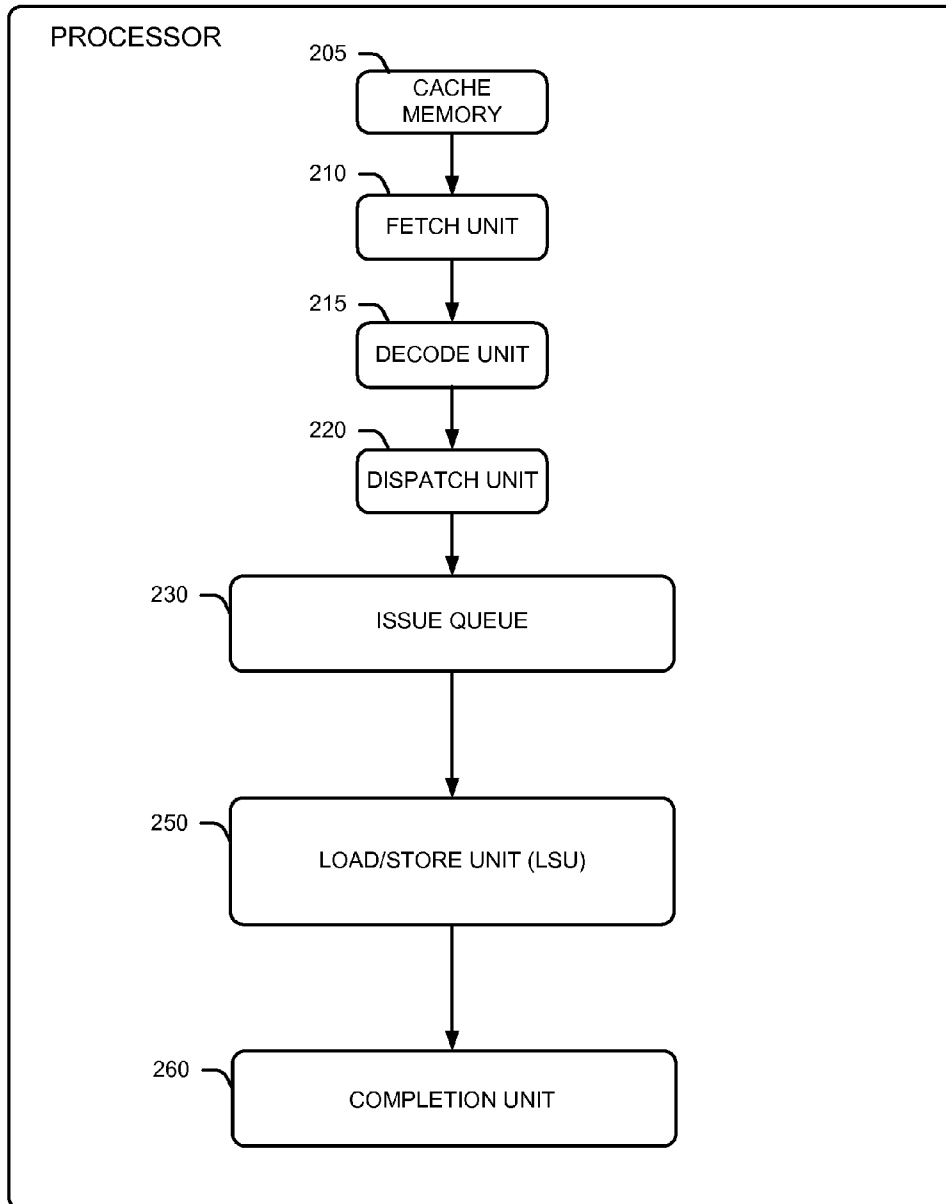 PROCESSOR
205
CACHE
MEMORY
210
FETCH UNIT
215
DECODE UNIT
220
DISPATCH UNIT
230
ISSUE QUEUE
250
LOAD/STORE UNIT (LSU)
260
COMPLETION UNIT